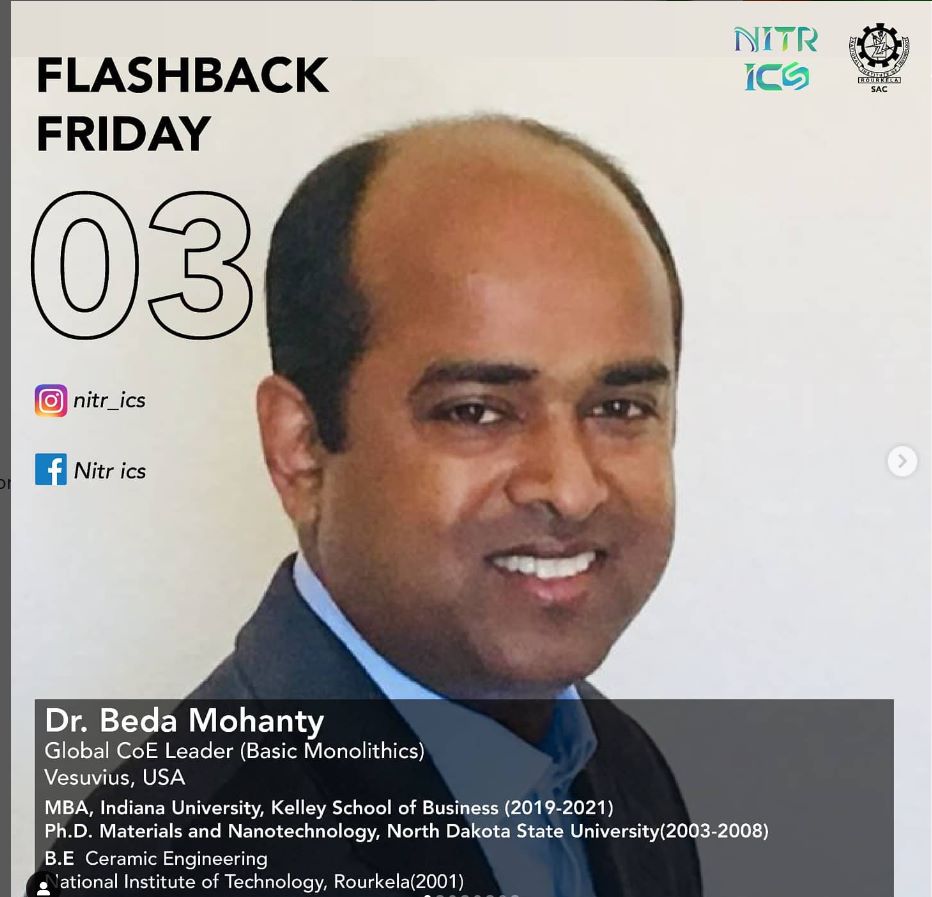 NITR
ICS
ROURKELA
SAC
FLASHBACK
FRIDAY
03
nitr_ics
Nitr ics
Dr. Beda Mohanty
Global CoE Leader (Basic Monolithics)
Vesuvius, USA
MBA, Indiana University, Kelley School of Business (2019-2021)
Ph.D. Materials and Nanotechnology, North Dakota State University(2003-2008)
B.E Ceramic Engineering
National Institute of Technology, Rourkela(2001)